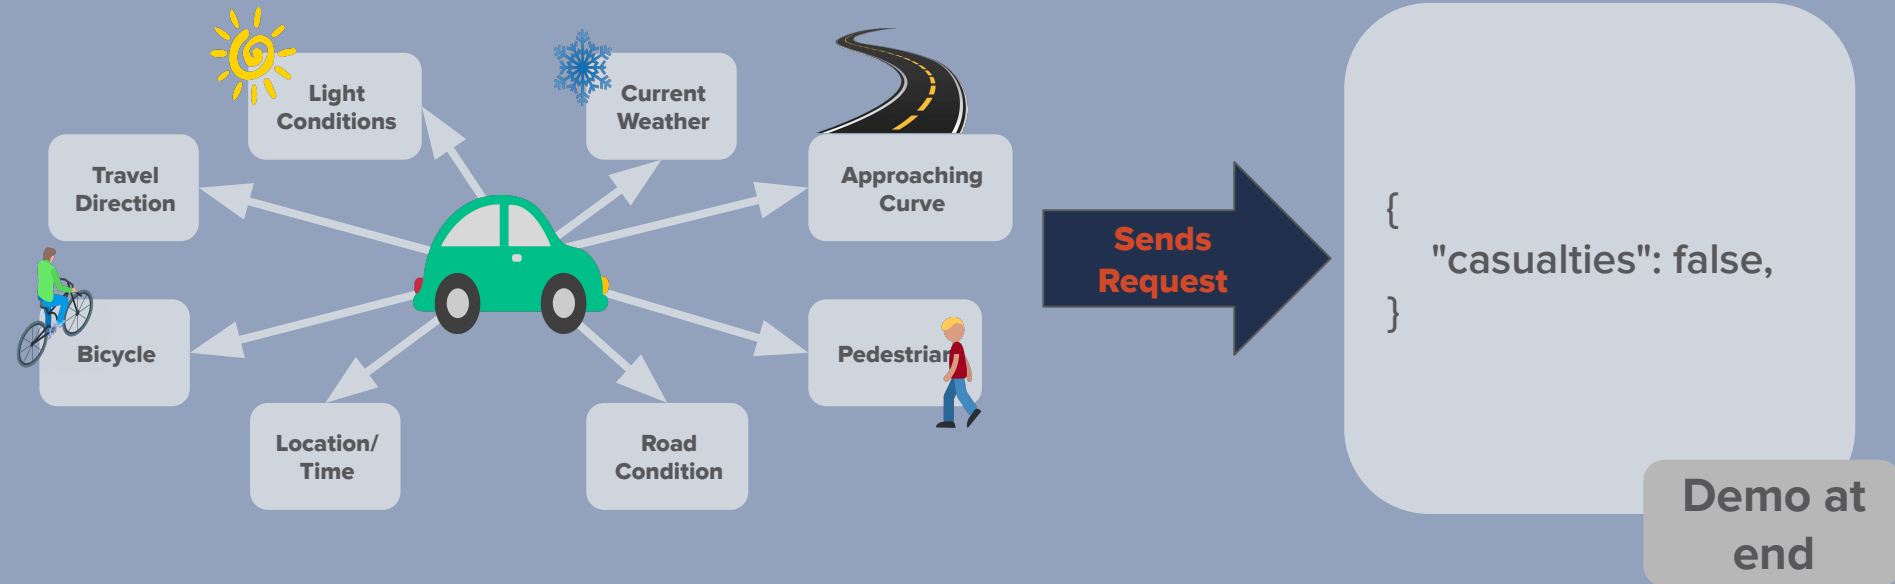 Light
Conditions
Current
Weather
Travel
Direction
Approaching
Curve
Bicycle
Pedestrian
Location/
Time
Road
Condition
Sends
Request
{
"casualties": false,
}
Demo at
end